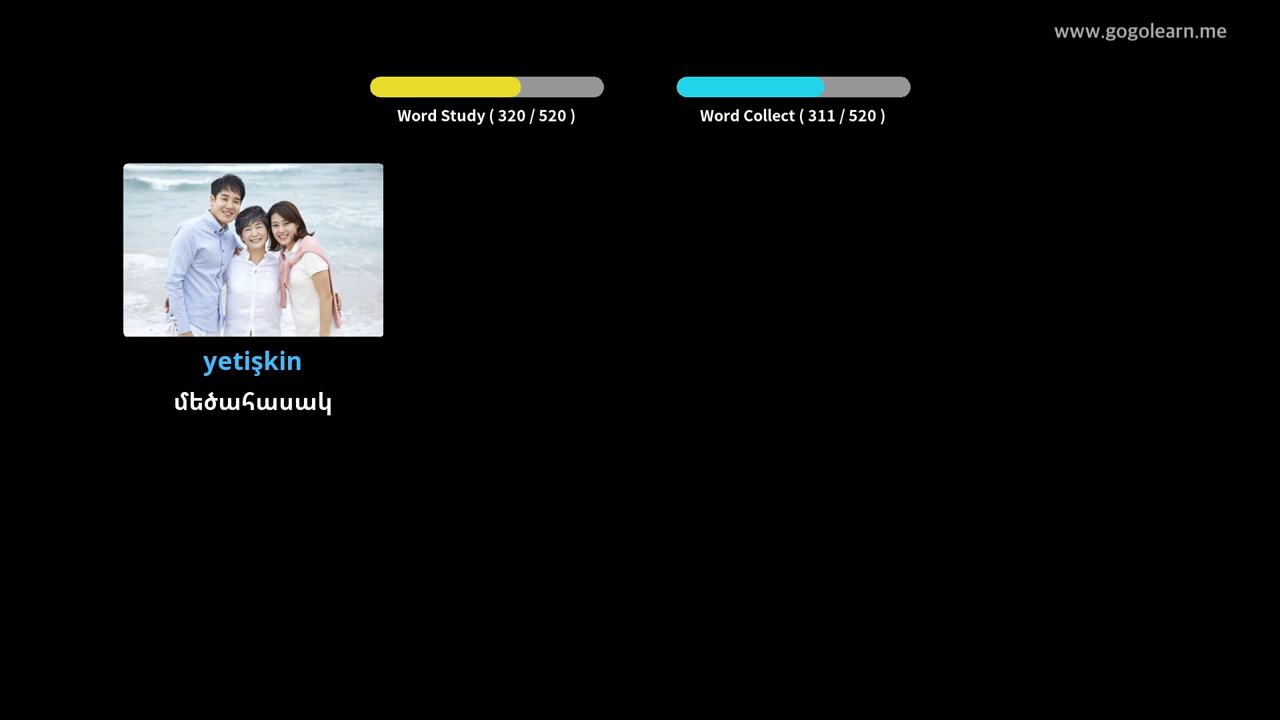 www.gogolearn.me
Word Study ( 320 / 520 )
Word Collect ( 311 / 520 )
yetişkin
մեծահասակ